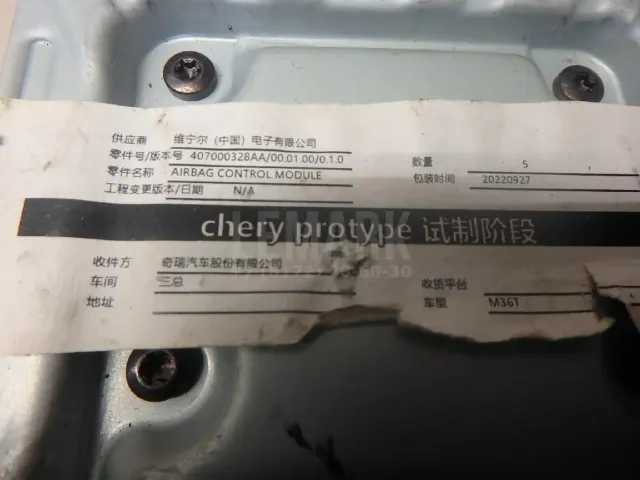 供应商 维宁尔（中国）电子有限公司
零件号/版本号 407000328AA/00.01.00/0.1.0 数量 5
零件名称 AIRBAG CONTROL MODULE 包装时间 20220927
工程变更版本/日期 N/A
chery protype 试制阶段
收件方 奇瑞汽车股份有限公司 收货平台
车间 三总 车型 M36T
地址